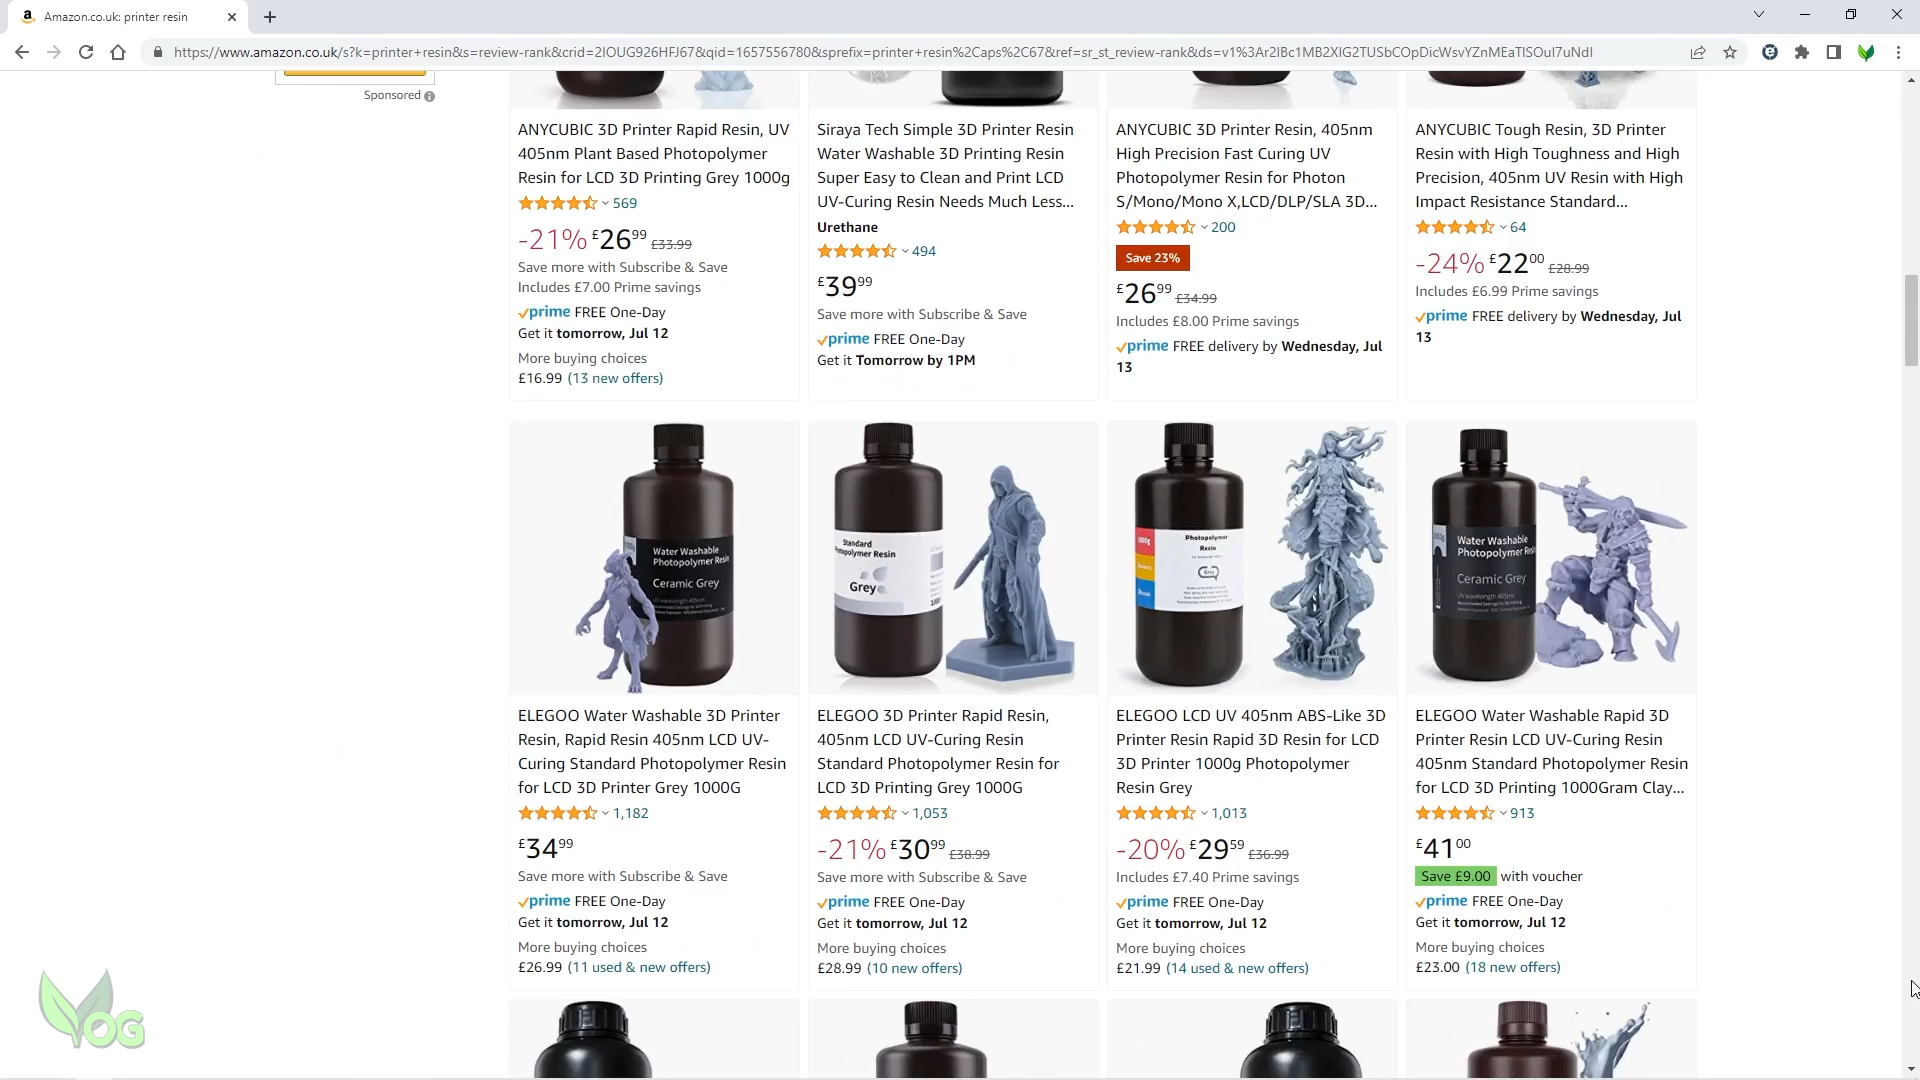 Amazon.co.uk: printer resin
https://www.amazon.co.uk/s?k=printer+resin&s=review-rank&crid=2IOUG926HFJ67&qid=1657556780&sprefix=printer+resin%2Caps%2C67&ref=sr_st_review-rank&ds=v1%3Ar2IBc1MB2XIG2TUSbCOpDicWsvYZnMEaTISOuI7uNdI
Sponsored
ANYCUBIC 3D Printer Rapid Resin, UV
405nm Plant Based Photopolymer
Resin for LCD 3D Printing Grey 1000g
569
-21% £26.99 £33.99
Save more with Subscribe & Save
Includes £7.00 Prime savings
prime FREE One-Day
Get it tomorrow, Jul 12
More buying choices
£16.99 (13 new offers)
Siraya Tech Simple 3D Printer Resin
Water Washable 3D Printing Resin
Super Easy to Clean and Print LCD
UV-Curing Resin Needs Much Less...
Urethane
494
£39.99
Save more with Subscribe & Save
prime FREE One-Day
Get it Tomorrow by 1PM
ANYCUBIC 3D Printer Resin, 405nm
High Precision Fast Curing UV
Photopolymer Resin for Photon
S/Mono/Mono X,LCD/DLP/SLA 3D...
200
Save 23%
£26.99 £34.99
Includes £8.00 Prime savings
prime FREE delivery by Wednesday, Jul
13
ANYCUBIC Tough Resin, 3D Printer
Resin with High Toughness and High
Precision, 405nm UV Resin with High
Impact Resistance Standard...
64
-24% £22.00 £28.99
Includes £6.99 Prime savings
prime FREE delivery by Wednesday, Jul
13
Water Washable
Photopolymer Resin
Ceramic Grey
UV wavelength 405nm
Standard
Photopolymer Resin
Grey
1000g
Photopolymer
Resin
Grey
Water Washable
Photopolymer Resin
Ceramic Grey
UV wavelength 405nm
ELEGOO Water Washable 3D Printer
Resin, Rapid Resin 405nm LCD UV-
Curing Standard Photopolymer Resin
for LCD 3D Printer Grey 1000G
1,182
£34.99
Save more with Subscribe & Save
prime FREE One-Day
Get it tomorrow, Jul 12
More buying choices
£26.99 (11 used & new offers)
ELEGOO 3D Printer Rapid Resin,
405nm LCD UV-Curing Resin
Standard Photopolymer Resin for
LCD 3D Printing Grey 1000G
1,053
-21% £30.99 £38.99
Save more with Subscribe & Save
prime FREE One-Day
Get it tomorrow, Jul 12
More buying choices
£28.99 (10 new offers)
ELEGOO LCD UV 405nm ABS-Like 3D
Printer Resin Rapid 3D Resin for LCD
3D Printer 1000g Photopolymer
Resin Grey
1,013
-20% £29.59 £36.99
Includes £7.40 Prime savings
prime FREE One-Day
Get it tomorrow, Jul 12
More buying choices
£21.99 (14 used & new offers)
ELEGOO Water Washable Rapid 3D
Printer Resin LCD UV-Curing Resin
405nm Standard Photopolymer Resin
for LCD 3D Printing 1000Gram Clay...
913
£41.00
Save £9.00 with voucher
prime FREE One-Day
Get it tomorrow, Jul 12
More buying choices
£23.00 (18 new offers)
VOG